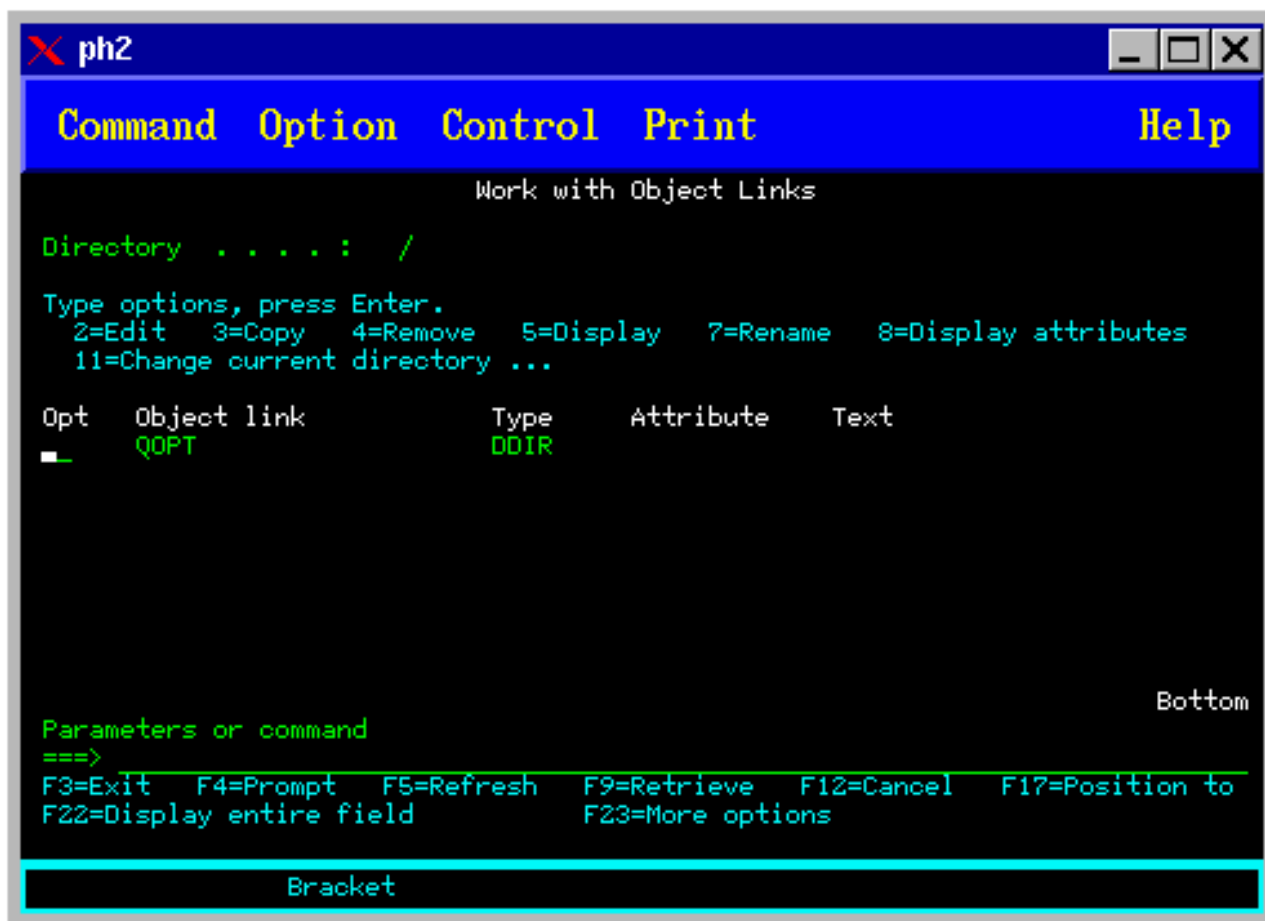 ph2
Command Option Control Print Help
Work with Object Links
Directory . . . . : /
Type options, press Enter.
2=Edit 3=Copy 4=Remove 5=Display 7=Rename 8=Display attributes
11=Change current directory ...
Opt Object link Type Attribute Text
QOPT DDIR
Bottom
Parameters or command
===>
F3=Exit F4=Prompt F5=Refresh F9=Retrieve F12=Cancel F17=Position to
F22=Display entire field F23=More options
Bracket